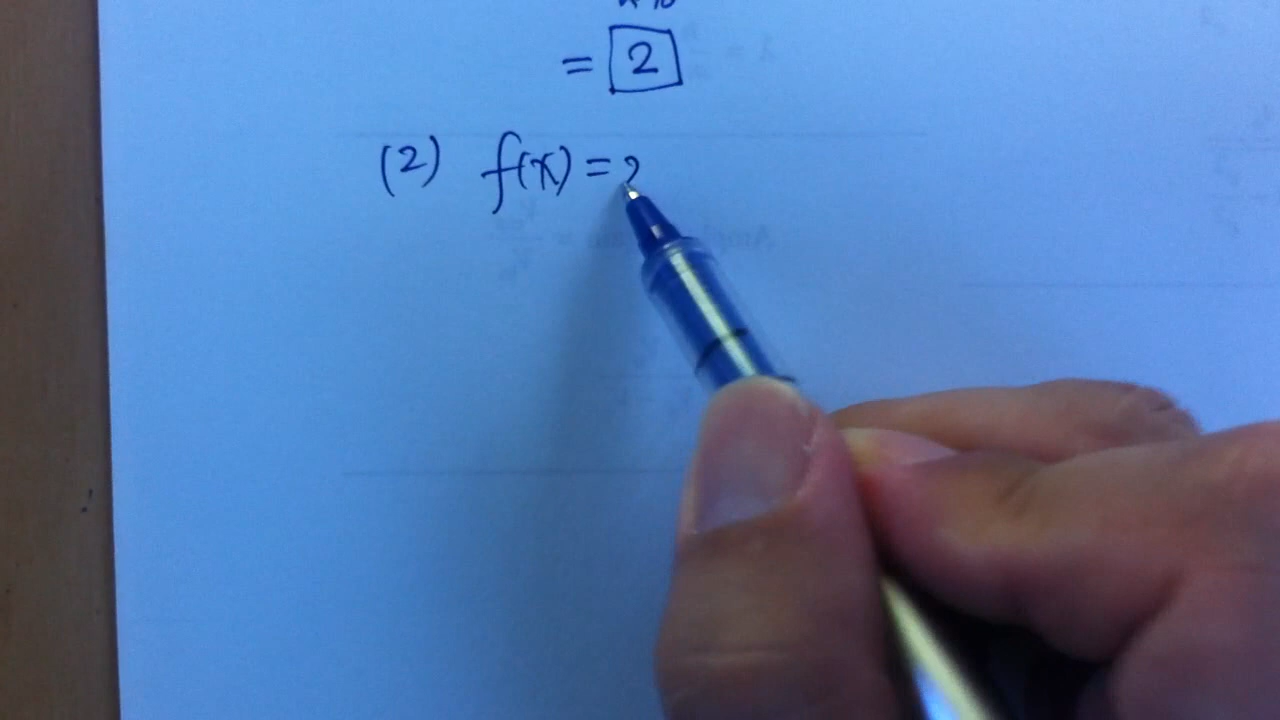 = 2
(2) f(x) = 2